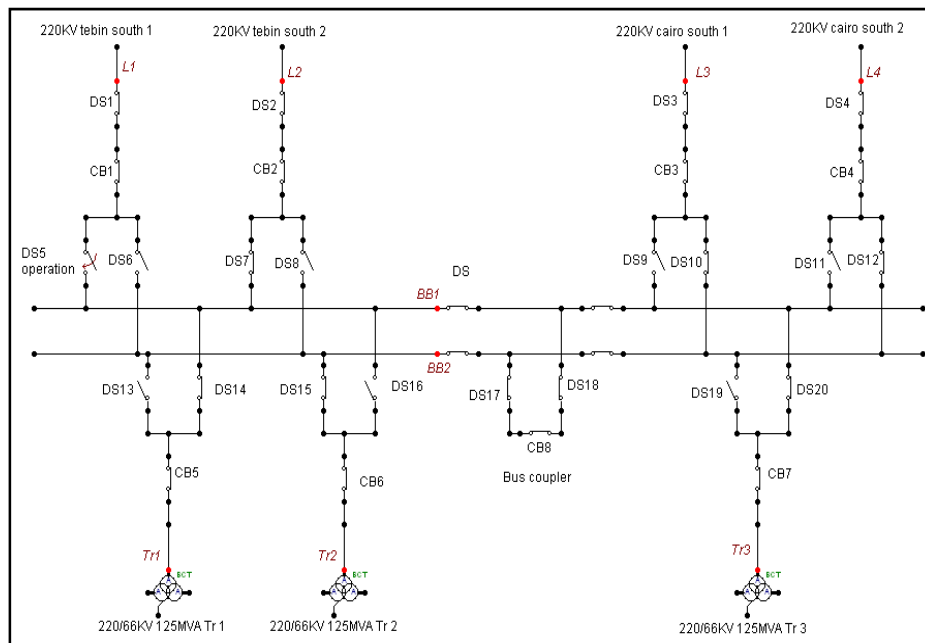 220KV tebin south 1
220KV tebin south 2
220KV cairo south 1
220KV cairo south 2
L1
L2
L3
L4
DS1
DS2
DS3
DS4
CB1
CB2
CB3
CB4
DS5
operation
DS6
DS7
DS8
DS9
DS10
DS11
DS12
DS
BB1
BB2
DS13
DS14
DS15
DS16
DS17
DS18
DS19
DS20
CB8
CB5
CB6
Bus coupler
CB7
Tr1
Tr2
Tr3
BCT
BCT
BCT
A
A
A
A
A
A
A
A
A
220/66KV 125MVA Tr 1
220/66KV 125MVA Tr 2
220/66KV 125MVA Tr 3